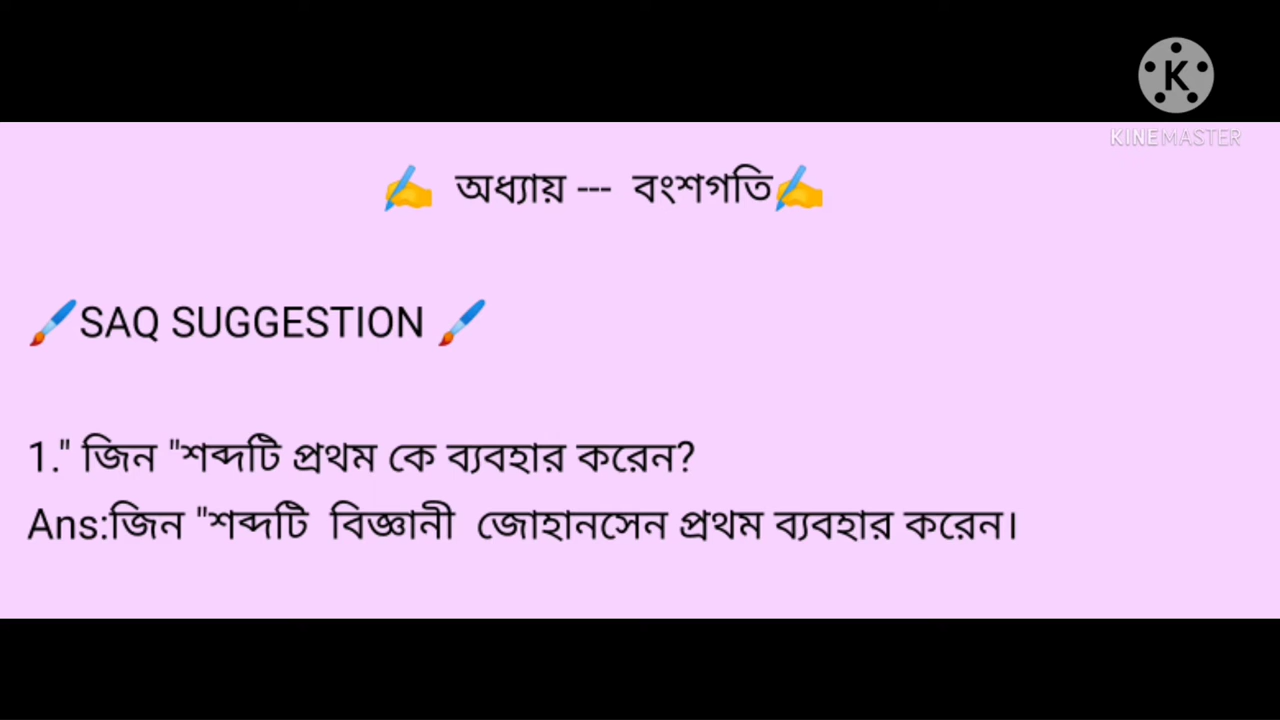 K
KINEMASTER
✍️ অধ্যায় --- বংশগতি✍️
🖌️SAQ SUGGESTION 🖌️
1." জিন "শব্দটি প্রথম কে ব্যবহার করেন?
Ans:জিন "শব্দটি বিজ্ঞানী জোহানসেন প্রথম ব্যবহার করেন।